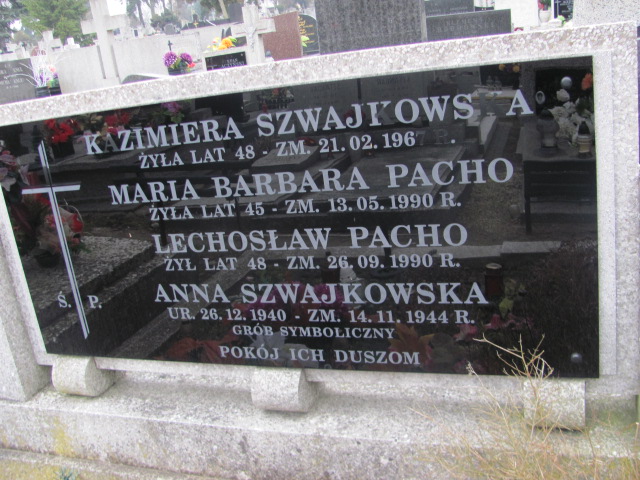 KAZIMIERA SZWAJKOWS A
ŻYŁA LAT 48 - ZM. 21.02.196 .
MARIA BARBARA PACHO
ŻYŁA LAT 45 - ZM. 13.05.1990 R.
LECHOSŁAW PACHO
ŻYŁ LAT 48 - ZM. 26.09.1990 R.
Ś. P.
ANNA SZWAJKOWSKA
UR. 26.12.1940 - ZM. 14.11.1944 R.
GRÓB SYMBOLICZNY
POKÓJ ICH DUSZOM